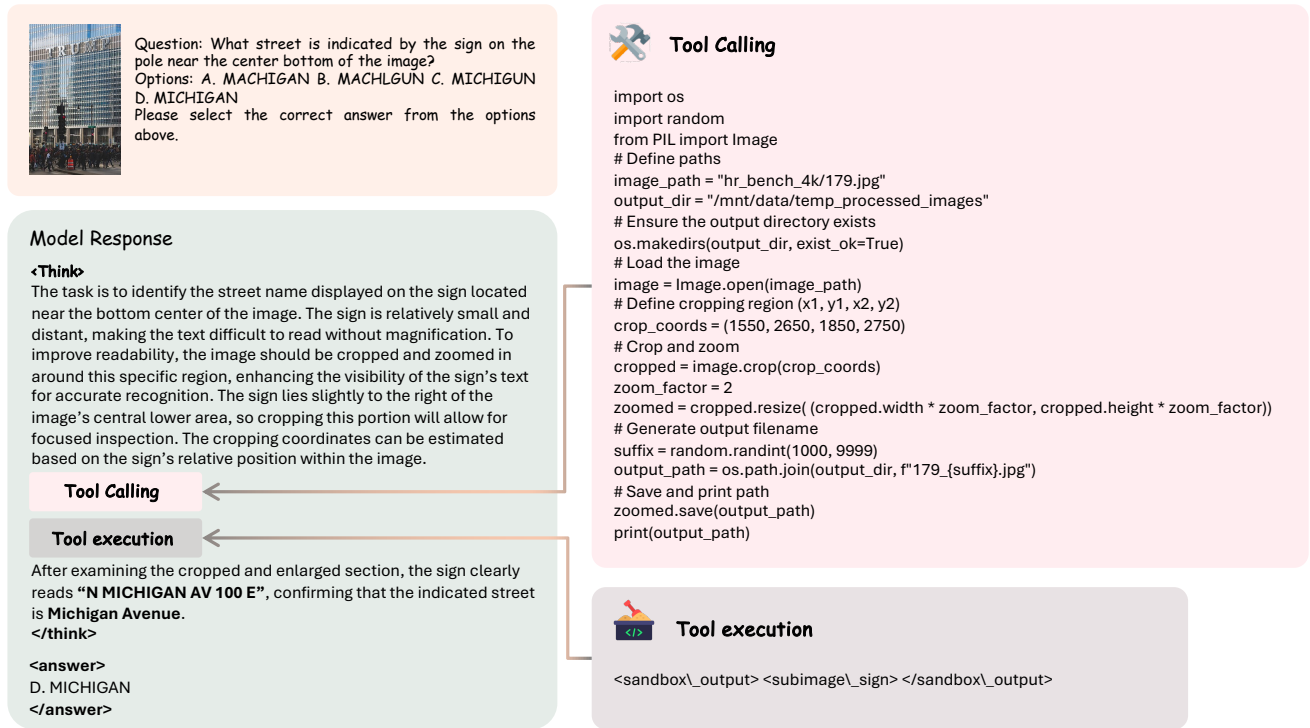 TRUMP
Question: What street is indicated by the sign on the
pole near the center bottom of the image?
Options: A. MACHIGAN B. MACHLGUN C. MICHIGUN
D. MICHIGAN
Please select the correct answer from the options
above.
Model Response
<Think>
The task is to identify the street name displayed on the sign located
near the bottom center of the image. The sign is relatively small and
distant, making the text difficult to read without magnification. To
improve readability, the image should be cropped and zoomed in
around this specific region, enhancing the visibility of the sign's text
for accurate recognition. The sign lies slightly to the right of the
image's central lower area, so cropping this portion will allow for
focused inspection. The cropping coordinates can be estimated
based on the sign's relative position within the image.
Tool Calling
Tool execution
After examining the cropped and enlarged section, the sign clearly
reads “N MICHIGAN AV 100 E”, confirming that the indicated street
is Michigan Avenue.
</think>
<answer>
D. MICHIGAN
</answer>
Tool Calling
import os
import random
from PIL import Image
# Define paths
image_path = "hr_bench_4k/179.jpg"
output_dir = "/mnt/data/temp_processed_images"
# Ensure the output directory exists
os.makedirs(output_dir, exist_ok=True)
# Load the image
image = Image.open(image_path)
# Define cropping region (x1, y1, x2, y2)
crop_coords = (1550, 2650, 1850, 2750)
# Crop and zoom
cropped = image.crop(crop_coords)
zoom_factor = 2
zoomed = cropped.resize( (cropped.width * zoom_factor, cropped.height * zoom_factor))
# Generate output filename
suffix = random.randint(1000, 9999)
output_path = os.path.join(output_dir, f"179_{suffix}.jpg")
# Save and print path
zoomed.save(output_path)
print(output_path)
</>
Tool execution
<sandbox\_output> <subimage\_sign> </sandbox\_output>